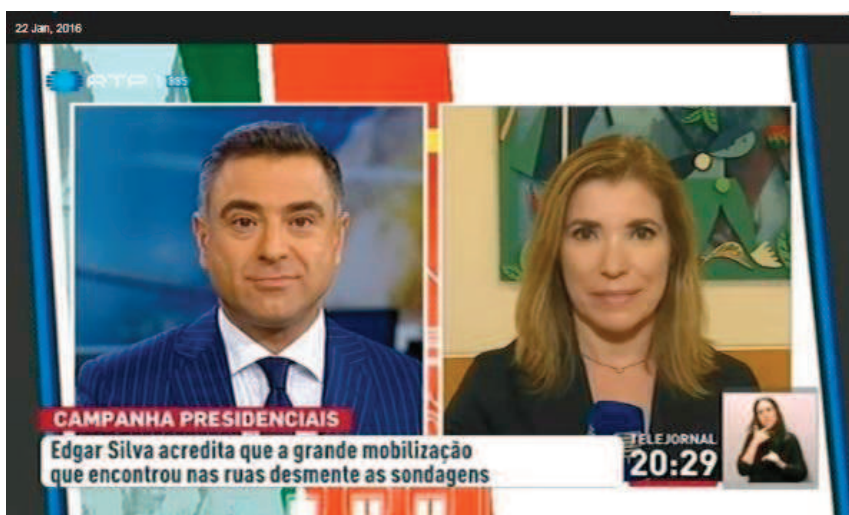 22 Jan, 2016
RTP
CAMPANHA PRESIDENCIAIS
Edgar Silva acredita que a grande mobilização
que encontrou nas ruas desmente as sondagens
TELEJORNAL
20:29